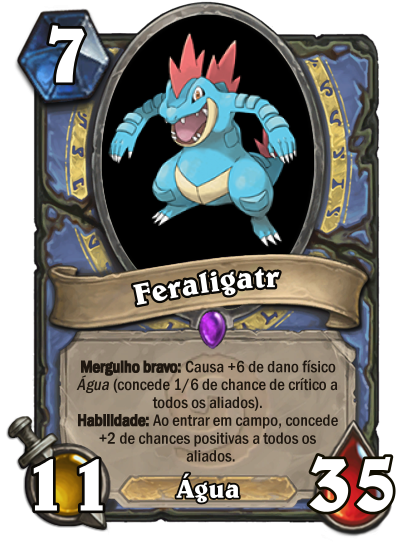 7
Feraligatr
Mergulho bravo: Causa +6 de dano físico
Água (concede 1/6 de chance de crítico a
todos os aliados).
Habilidade: Ao entrar em campo, concede
+2 de chances positivas a todos os
aliados.
11
Água
35